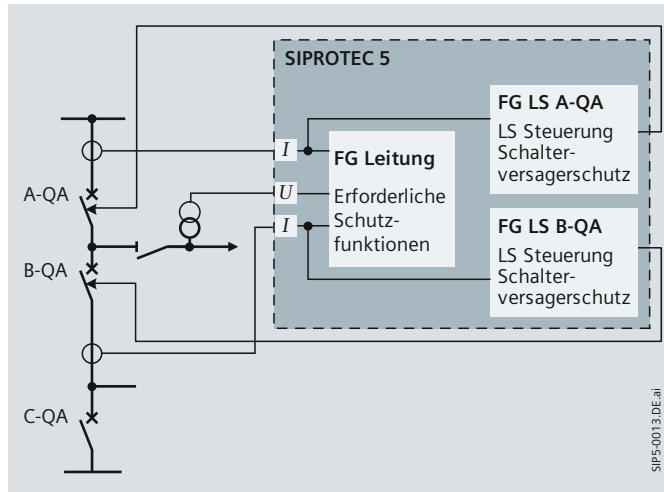 SIPROTEC 5
FG LS A-QA
LS Steuerung
Schalter-
versagerschutz
I
FG Leitung
Erforderliche
Schutz-
funktionen
U
I
A-QA
FG LS B-QA
LS Steuerung
Schalter-
versagerschutz
B-QA
C-QA
SIP5-0013.DE.ai